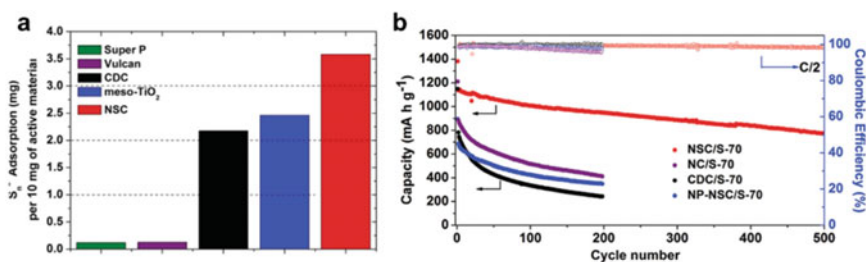 a
4.0
3.5
3.0
2.5
2.0
1.5
1.0
0.5
0.0
Sn²⁻ Adsorption (mg)
per 10 mg of active material
Super P
Vulcan
CDC
meso-TiO₂
NSC
b
1600
1400
1200
1000
800
600
400
200
0
Capacity (mA h g⁻¹)
C/2
NSC/S-70
NC/S-70
CDC/S-70
NP-NSC/S-70
100
80
60
40
20
0
Coulombic Efficiency (%)
0 100 200 300 400 500
Cycle number